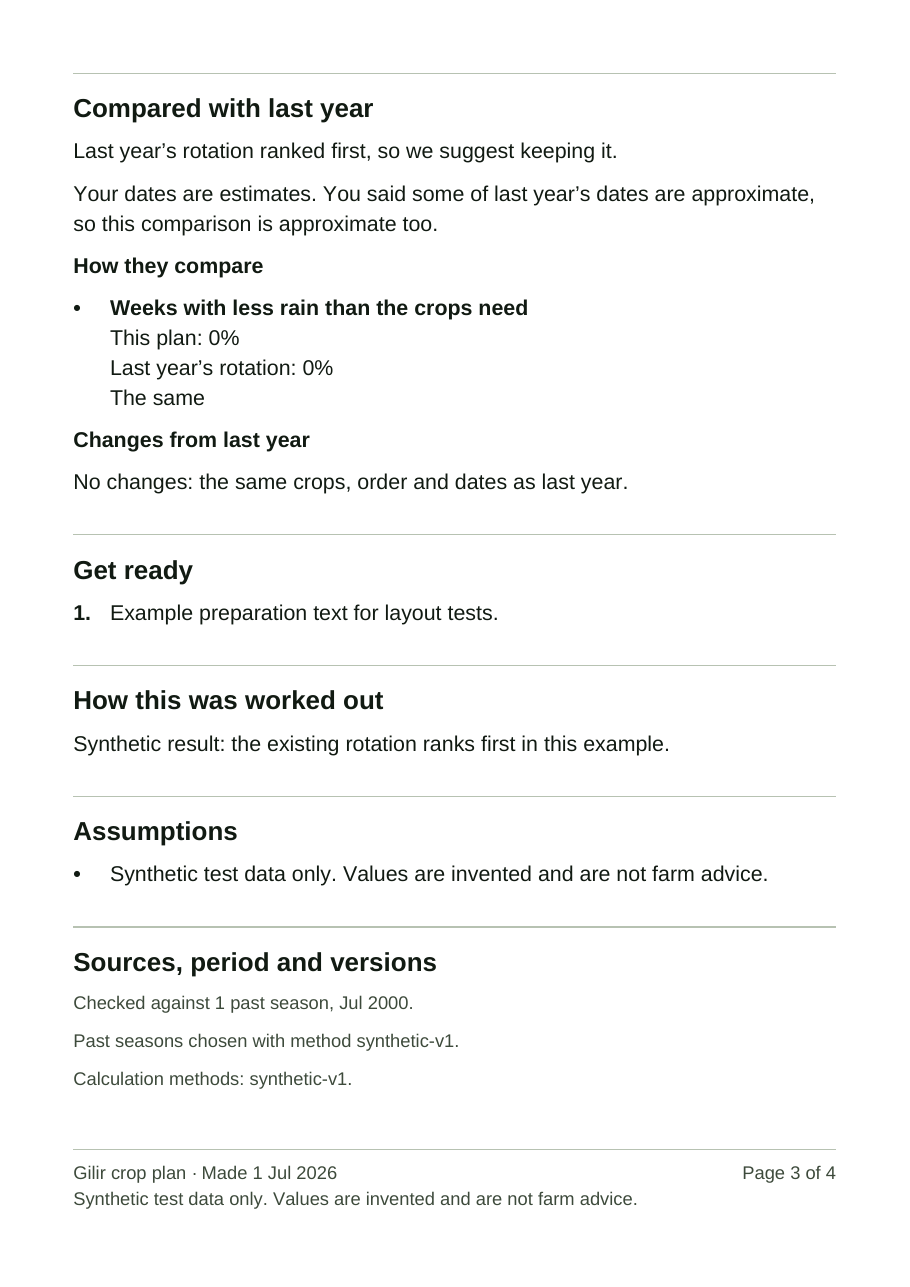 Compared with last year
Last year’s rotation ranked first, so we suggest keeping it.
Your dates are estimates. You said some of last year’s dates are approximate,
so this comparison is approximate too.
How they compare
• Weeks with less rain than the crops need
This plan: 0%
Last year’s rotation: 0%
The same
Changes from last year
No changes: the same crops, order and dates as last year.
Get ready
1. Example preparation text for layout tests.
How this was worked out
Synthetic result: the existing rotation ranks first in this example.
Assumptions
• Synthetic test data only. Values are invented and are not farm advice.
Sources, period and versions
Checked against 1 past season, Jul 2000.
Past seasons chosen with method synthetic-v1.
Calculation methods: synthetic-v1.
Gilir crop plan · Made 1 Jul 2026 Page 3 of 4
Synthetic test data only. Values are invented and are not farm advice.